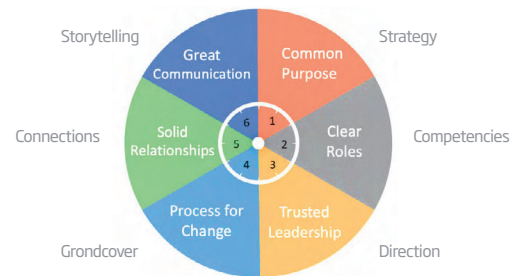 Storytelling
Strategy
Great
Communication
Common
Purpose
6
1
Connections
Solid
Relationships
5
2
Clear
Roles
Competencies
4
3
Process for
Change
Trusted
Leadership
Grondcover
Direction